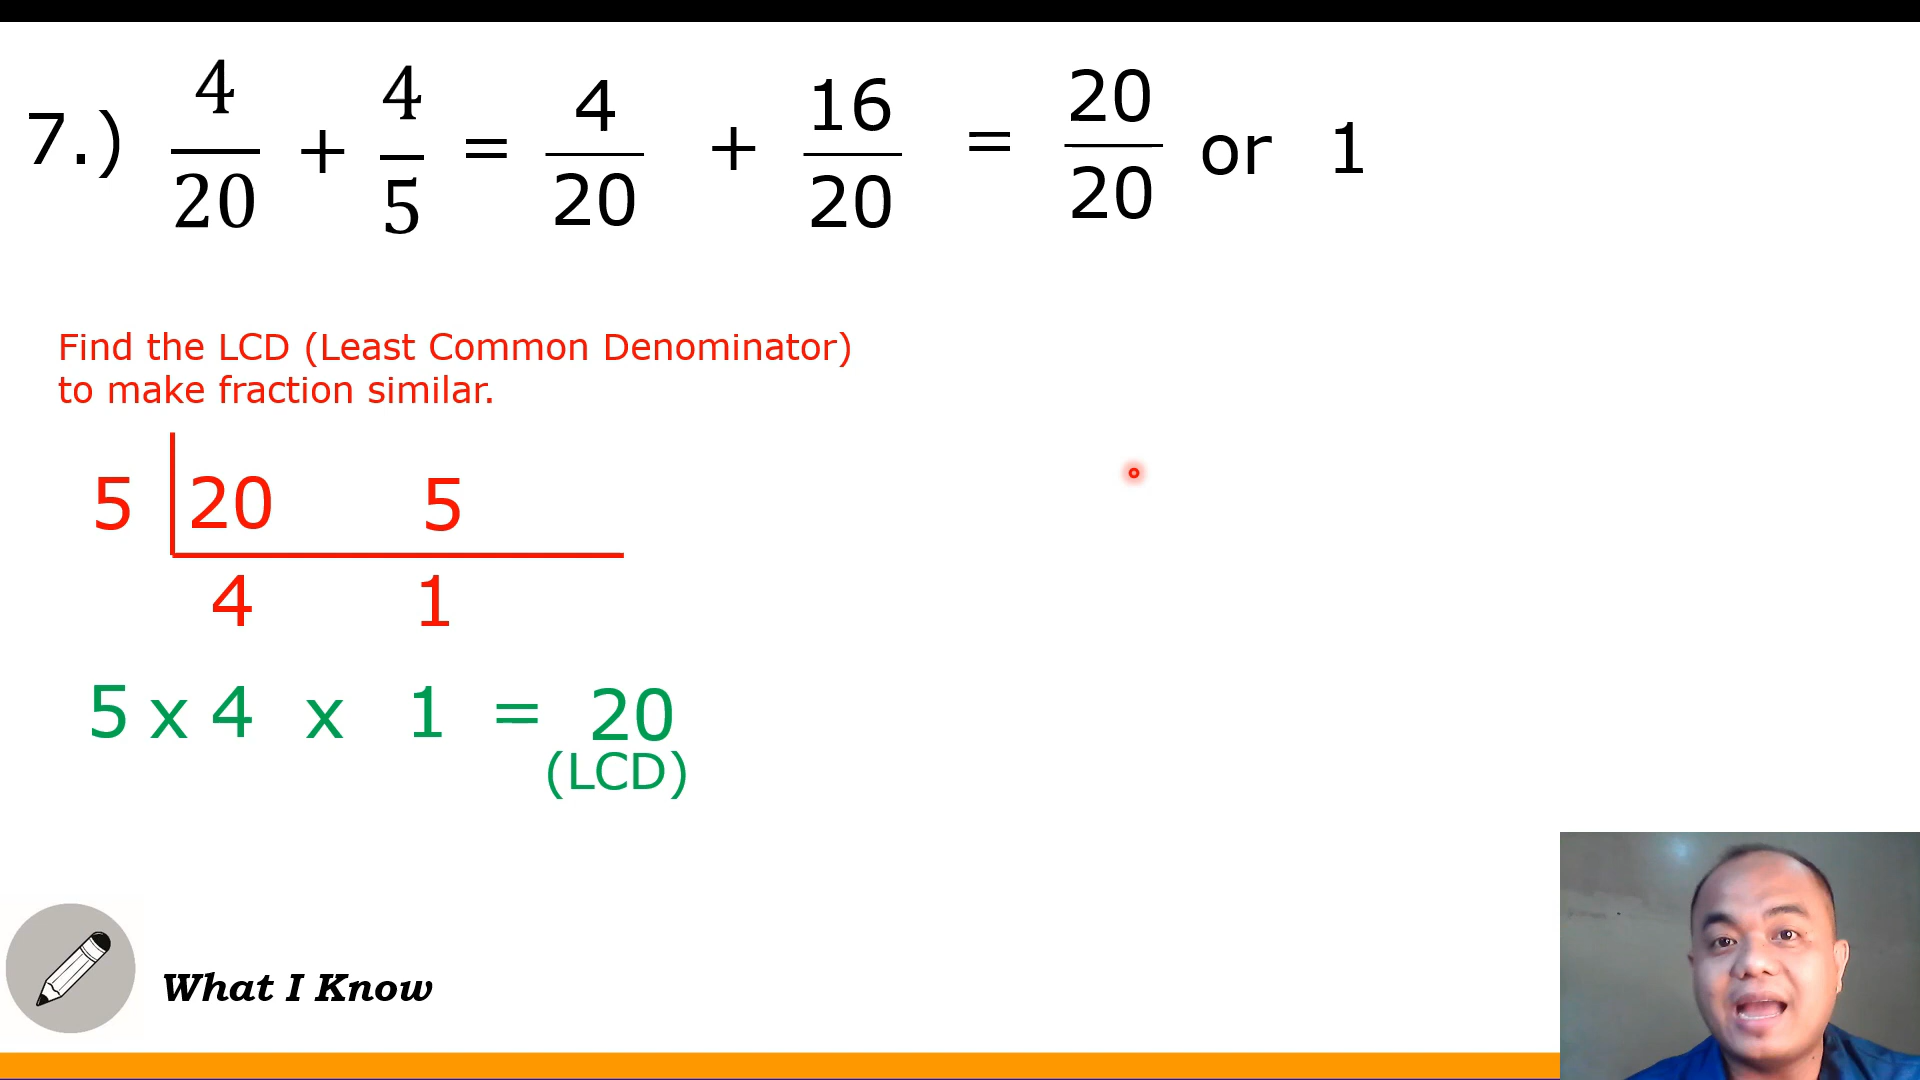 7.) 4/20 + 4/5 = 4/20 + 16/20 = 20/20 or 1
Find the LCD (Least Common Denominator)
to make fraction similar.
5 20 5
4 1
5 x 4 x 1 = 20
(LCD)
What I Know